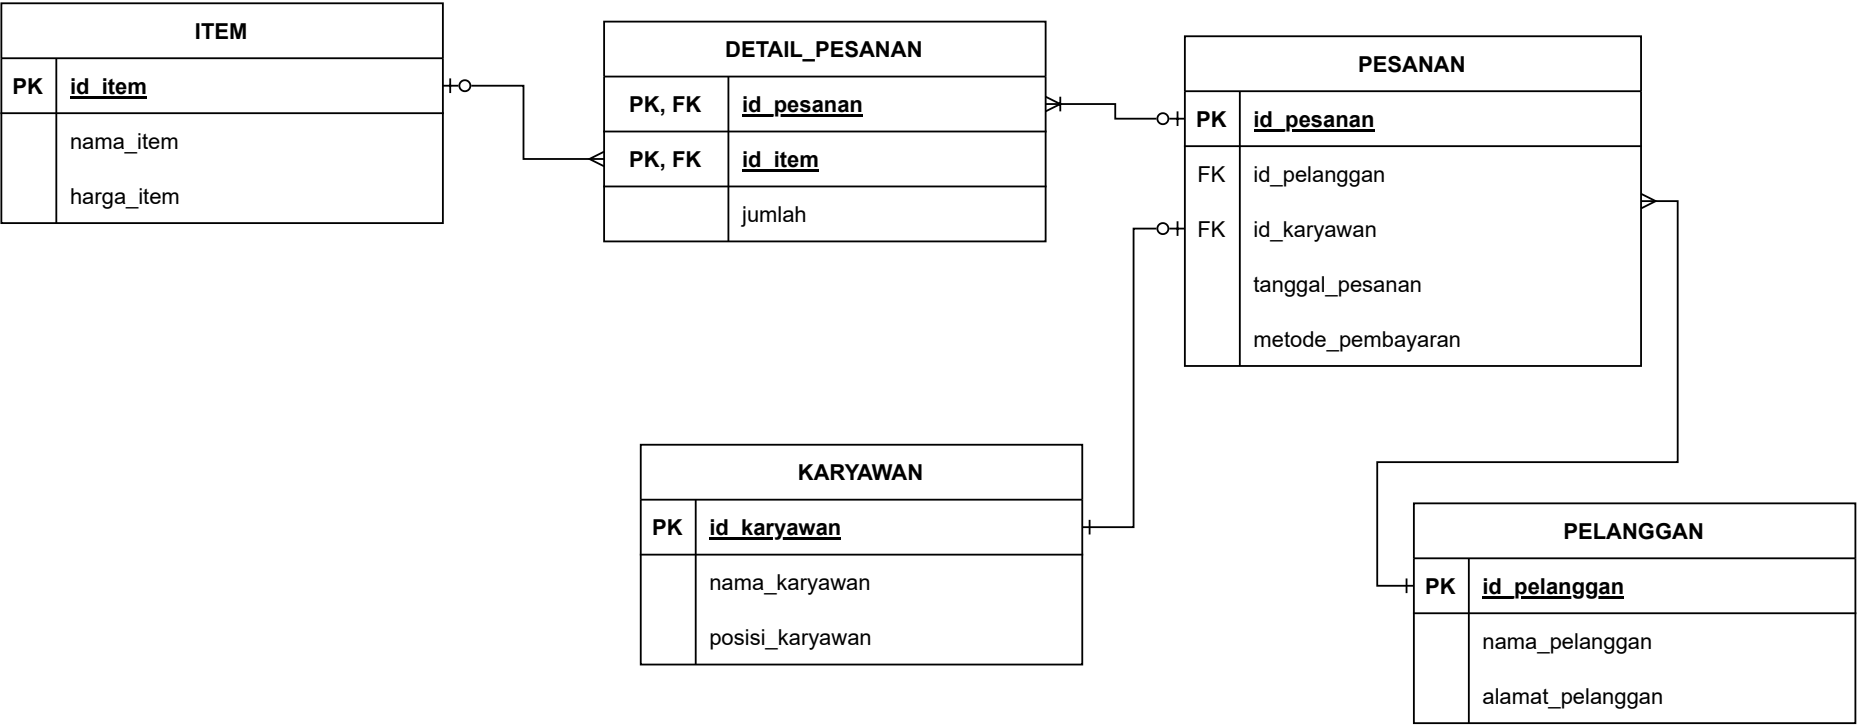 ITEM
PK id_item
nama_item
harga_item
DETAIL_PESANAN
PK, FK id_pesanan
PK, FK id_item
jumlah
PESANAN
PK id_pesanan
FK id_pelanggan
FK id_karyawan
tanggal_pesanan
metode_pembayaran
KARYAWAN
PK id_karyawan
nama_karyawan
posisi_karyawan
PELANGGAN
PK id_pelanggan
nama_pelanggan
alamat_pelanggan